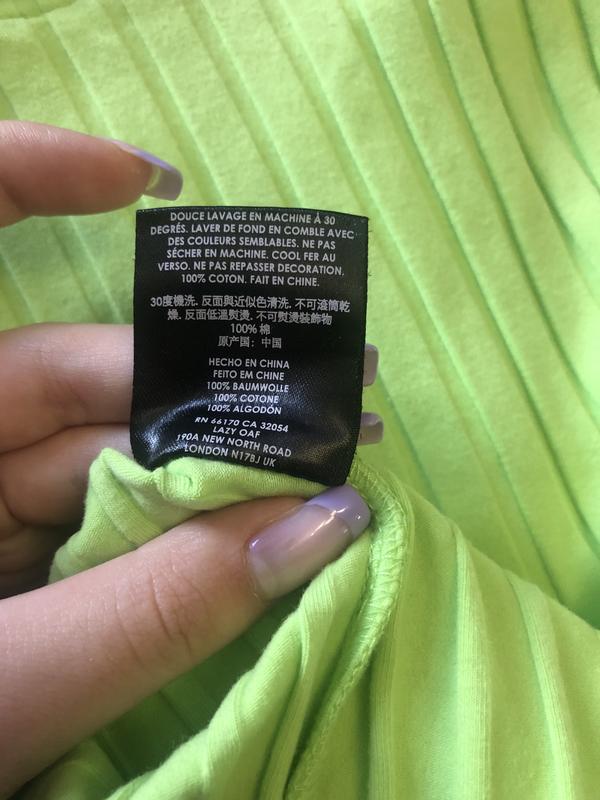 DOUCE LAVAGE EN MACHINE À 30
DEGRÉS. LAVER DE FOND EN COMBLE AVEC
DES COULEURS SEMBLABLES. NE PAS
SÉCHER EN MACHINE. COOL FER AU
VERSO. NE PAS REPASSER DECORATION.
100% COTON. FAIT EN CHINE.
30度機洗. 反面與近似色清洗. 不可滾筒乾
燥. 反面低溫熨燙. 不可熨燙裝飾物
100% 棉
原产国: 中国
HECHO EN CHINA
FEITO EM CHINE
100% BAUMWOLLE
100% COTONE
100% ALGODÓN
RN 66170 CA 32054
LAZY OAF
190A NEW NORTH ROAD
LONDON N17BJ UK